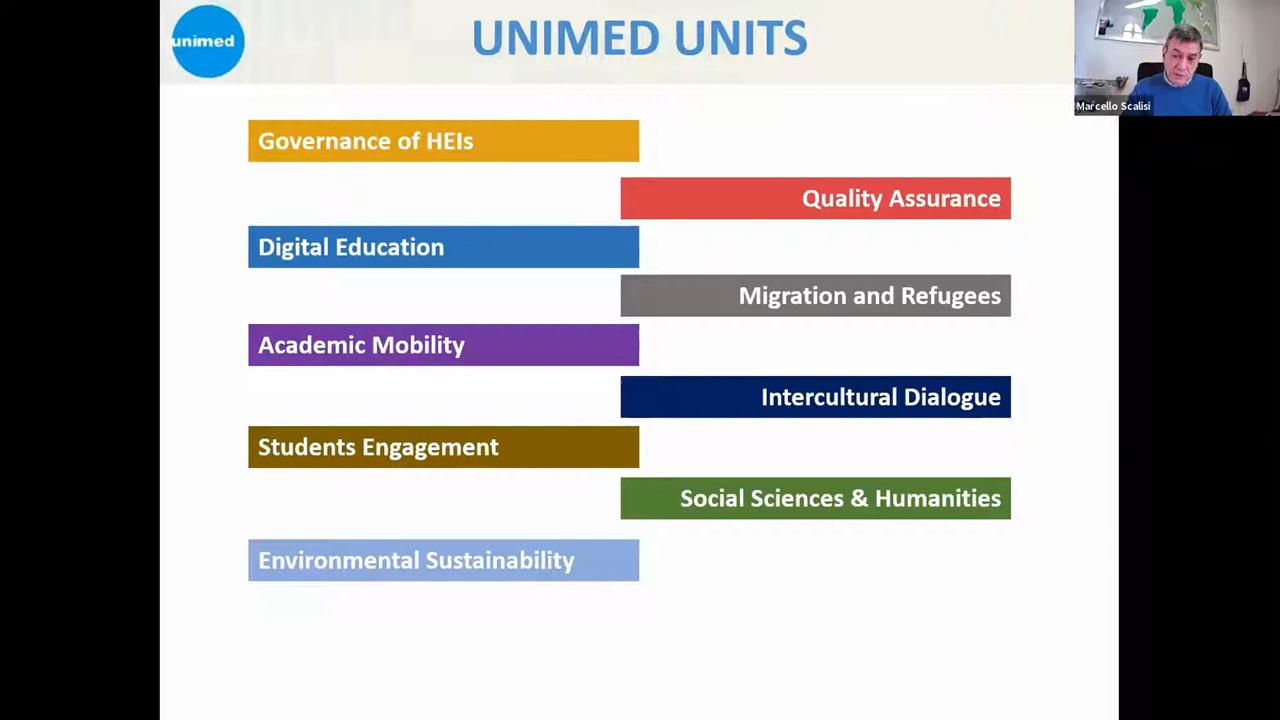 unimed
UNIMED UNITS
Marcello Scalisi
Governance of HEIs
Quality Assurance
Digital Education
Migration and Refugees
Academic Mobility
Intercultural Dialogue
Students Engagement
Social Sciences & Humanities
Environmental Sustainability